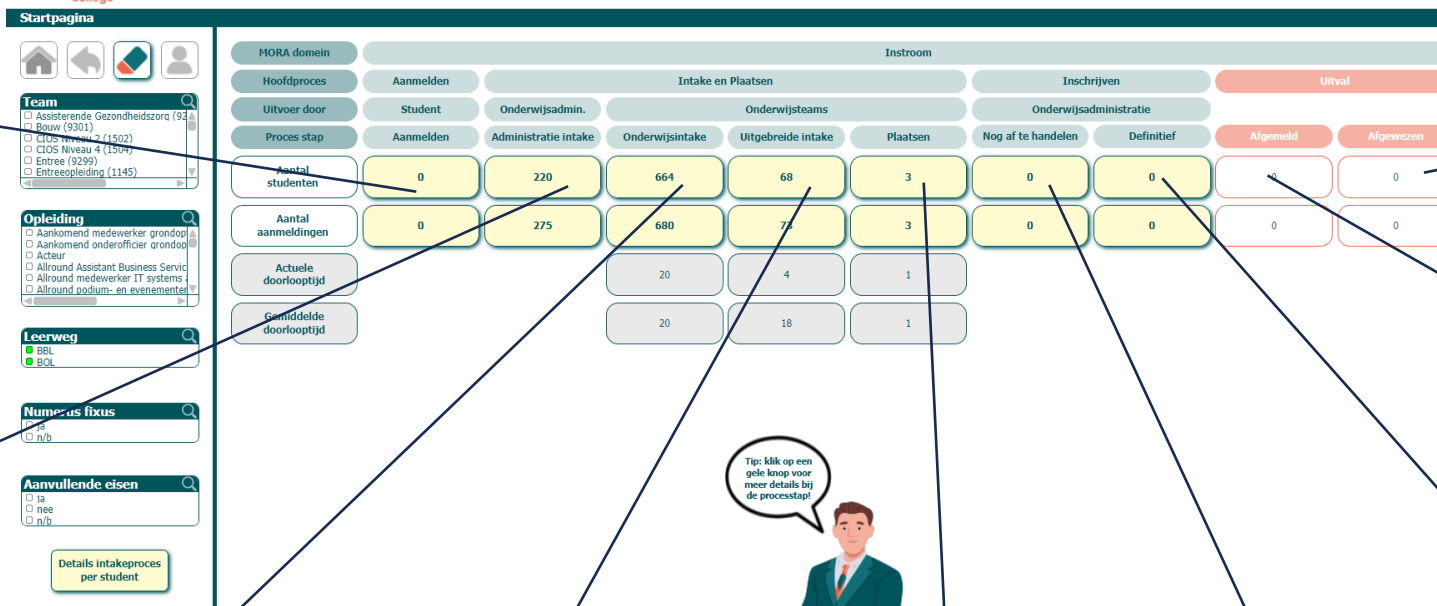 college
Startpagina
Team
Assisterende Gezondheidszorg (92
Bouw (9301)
CIOS Niveau 2 (1502)
CIOS Niveau 4 (1504)
Entree (9299)
Entreeopleiding (1145)
Opleiding
Aankomend medewerker grondop
Aankomend onderofficier grondop
Acteur
Allround Assistant Business Servic
Allround medewerker IT systems
Allround podium- en evenementer
Leerweg
BBL
BOL
Numerus fixus
ja
n/b
Aanvullende eisen
ja
nee
n/b
Details intakeproces
per student
MORA domein Instroom
Hoofdproces Aanmelden Intake en Plaatsen Inschrijven Uitval
Uitvoer door Student Onderwijsadmin. Onderwijsteams Onderwijsadministratie
Proces stap Aanmelden Administratie intake Onderwijsintake Uitgebreide intake Plaatsen Nog af te handelen Definitief Afgemeld Afgewezen
Aantal
studenten 0 220 664 68 3 0 0 0 0
Aantal
aanmeldingen 0 275 680 73 3 0 0 0 0
Actuele
doorlooptijd 20 4 1
Gemiddelde
doorlooptijd 20 18 1
Tip: klik op een
gele knop voor
meer details bij
de processtap!